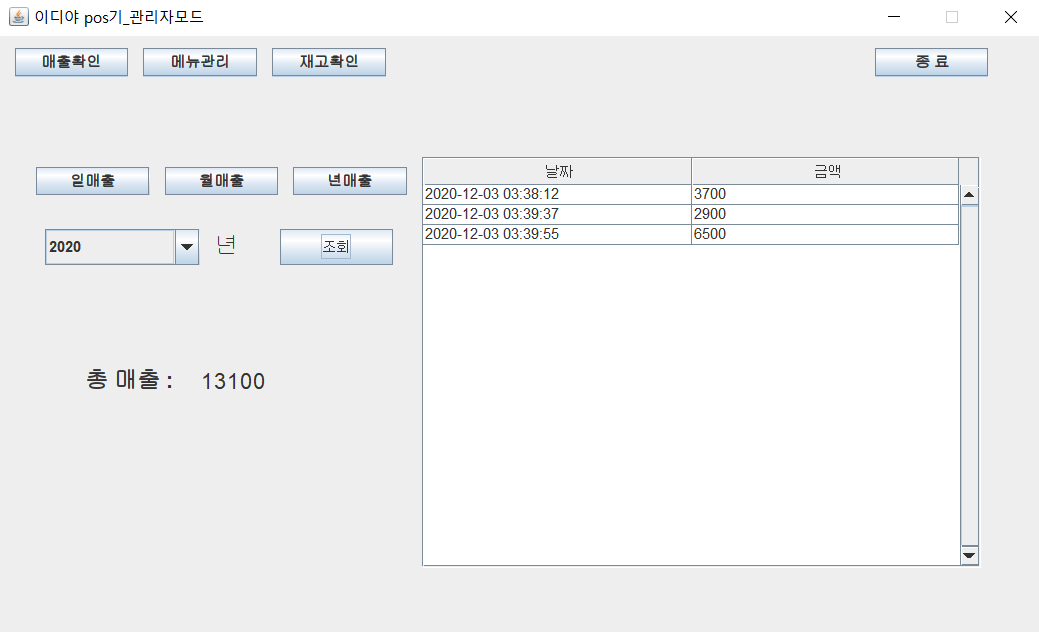 이디야 pos기_관리자모드
매출확인 메뉴관리 재고확인 종 료
일매출 월매출 년매출
2020 년 조회
총 매출 : 13100
날짜 금액
2020-12-03 03:38:12 3700
2020-12-03 03:39:37 2900
2020-12-03 03:39:55 6500